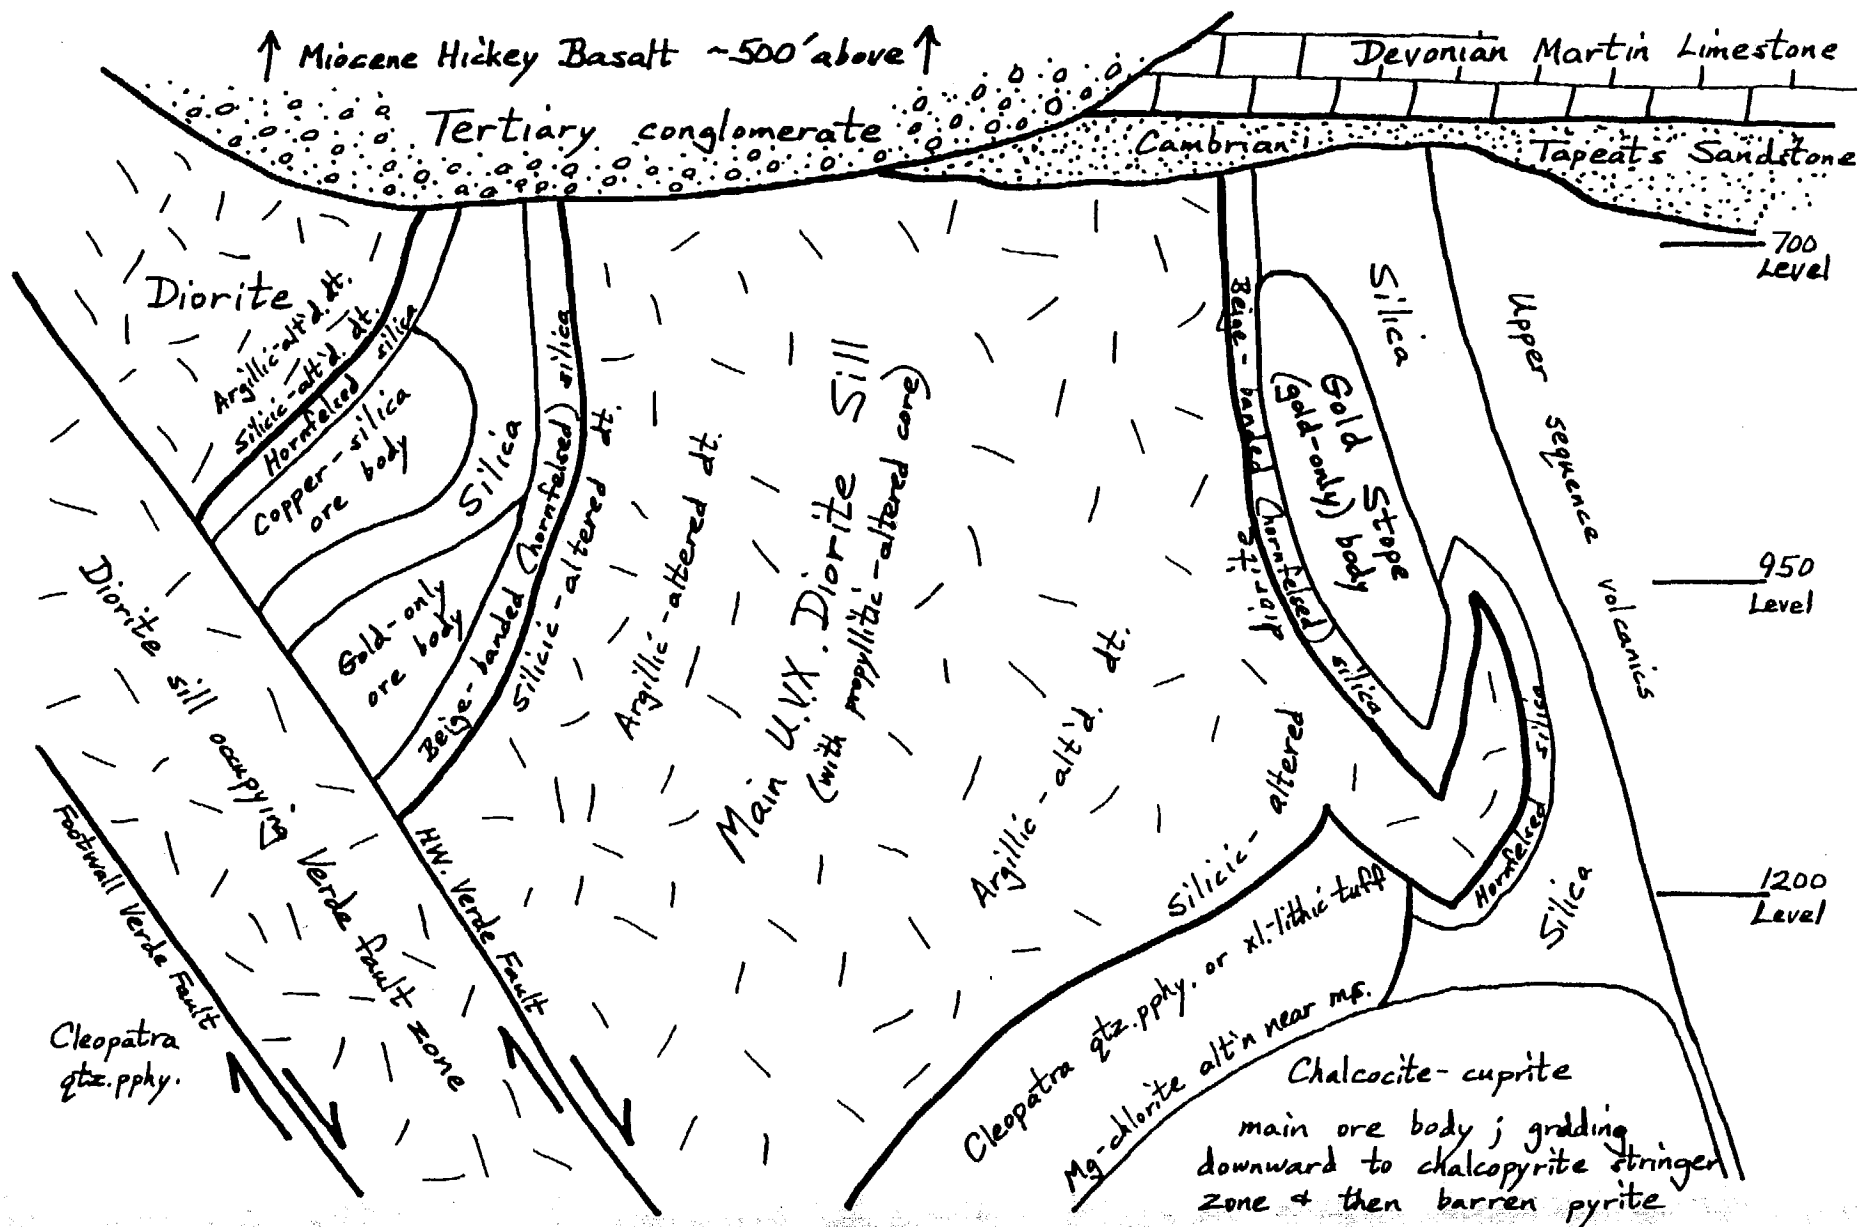 ↑ Miocene Hickey Basalt ~500' above ↑
Devonian Martin Limestone
Tertiary conglomerate
Cambrian
Tapeats Sandstone
700
Level
Diorite
Argillic-alt'd. dt.
Silicic-alt'd. dt.
Hornfelsed silica
Copper-silica
ore body
Silica
Gold-only
ore body
Beige-banded (hornfelsed) silica
Silicic-altered dt.
Argillic-altered dt.
Main U.V.X. Diorite Sill
(with propyllitic-altered core)
Argillic-alt'd. dt.
Silicic-altered
diorite
Beige-banded (hornfelsed) silica
Gold Stope
(gold-only) body
Silica
Upper sequence volcanics
950
Level
Hornfelsed silica
Silica
1200
Level
Diorite sill occupying Verde fault zone
Footwall Verde Fault
H.W. Verde Fault
Cleopatra
qtz.pphy.
Cleopatra qtz.pphy. or xl.-lithic tuff
Mg-chlorite alt'n near ms.
Chalcocite-cuprite
main ore body ; grading
downward to chalcopyrite stringer
zone & then barren pyrite